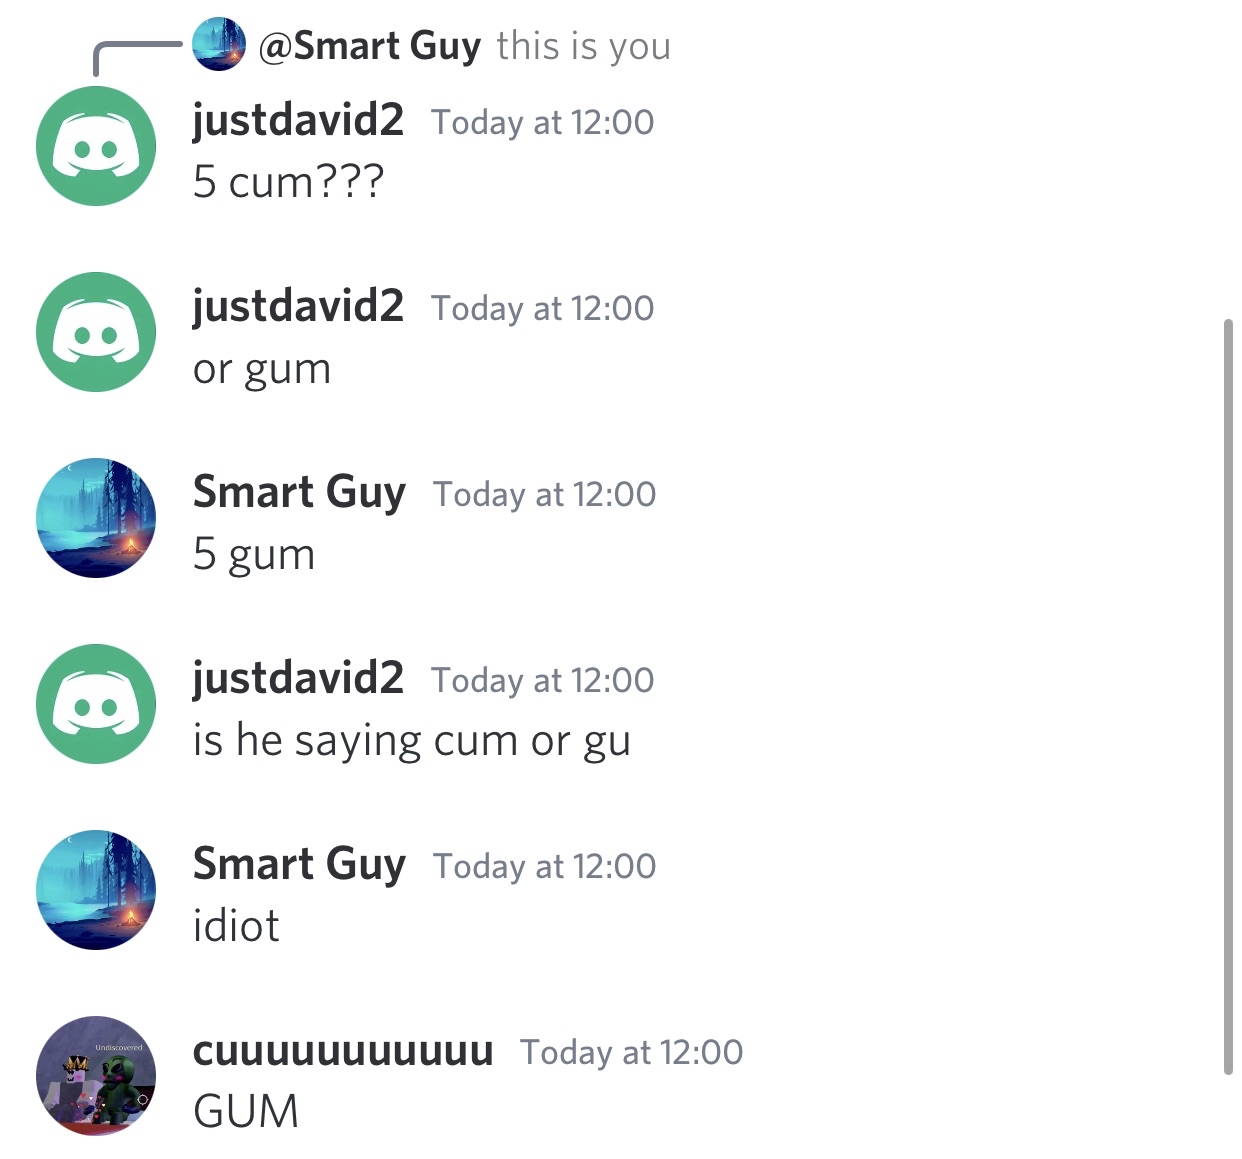 @Smart Guy this is you
justdavid2 Today at 12:00
5 cum???
justdavid2 Today at 12:00
or gum
Smart Guy Today at 12:00
5 gum
justdavid2 Today at 12:00
is he saying cum or gu
Smart Guy Today at 12:00
idiot
Undiscovered
cuuuuuuuuuuu Today at 12:00
GUM